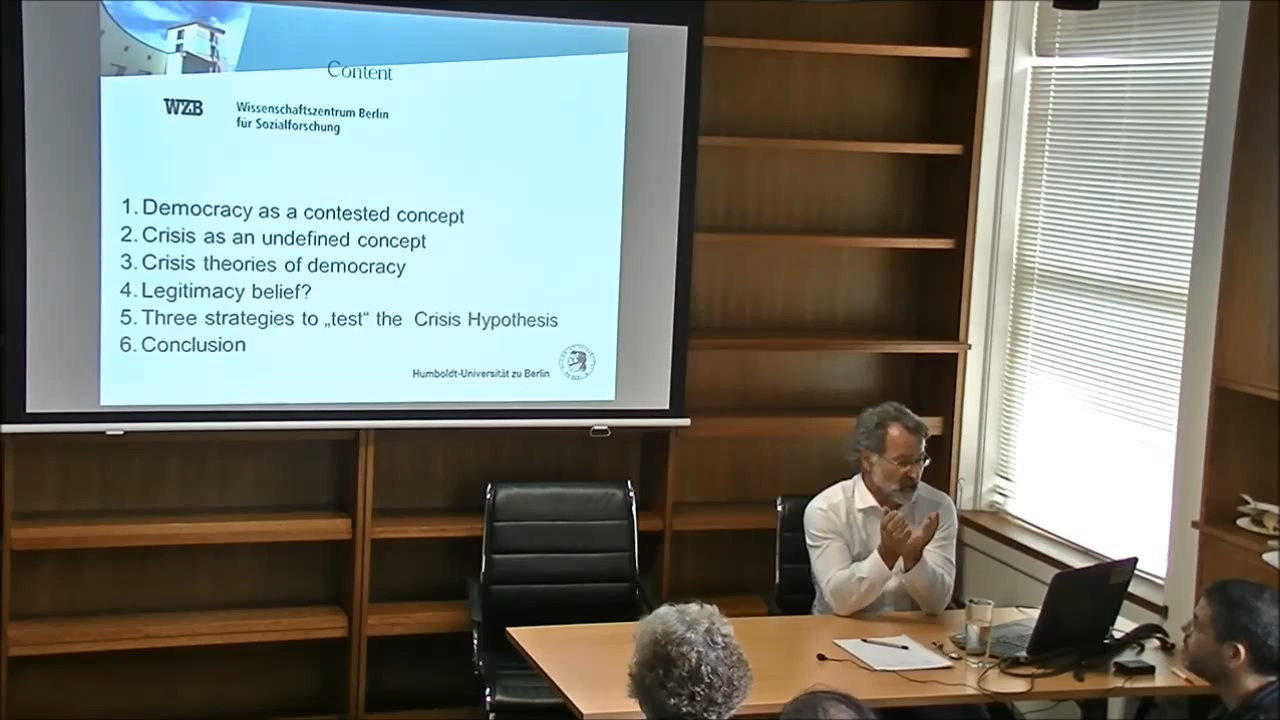 Content
WZB
Wissenschaftszentrum Berlin
für Sozialforschung
1. Democracy as a contested concept
2. Crisis as an undefined concept
3. Crisis theories of democracy
4. Legitimacy belief?
5. Three strategies to „test“ the Crisis Hypothesis
6. Conclusion
Humboldt-Universität zu Berlin